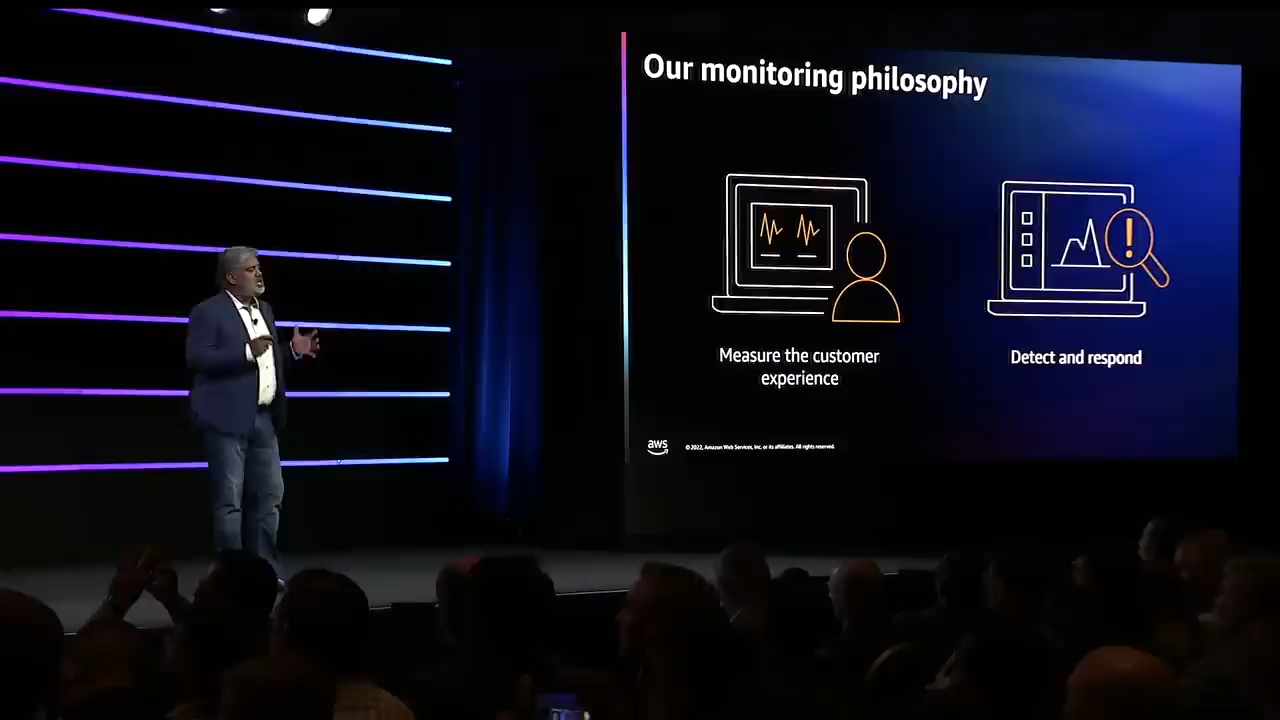 Our monitoring philosophy
Measure the customer
experience
Detect and respond
aws
© 2022, Amazon Web Services, Inc. or its affiliates. All rights reserved.